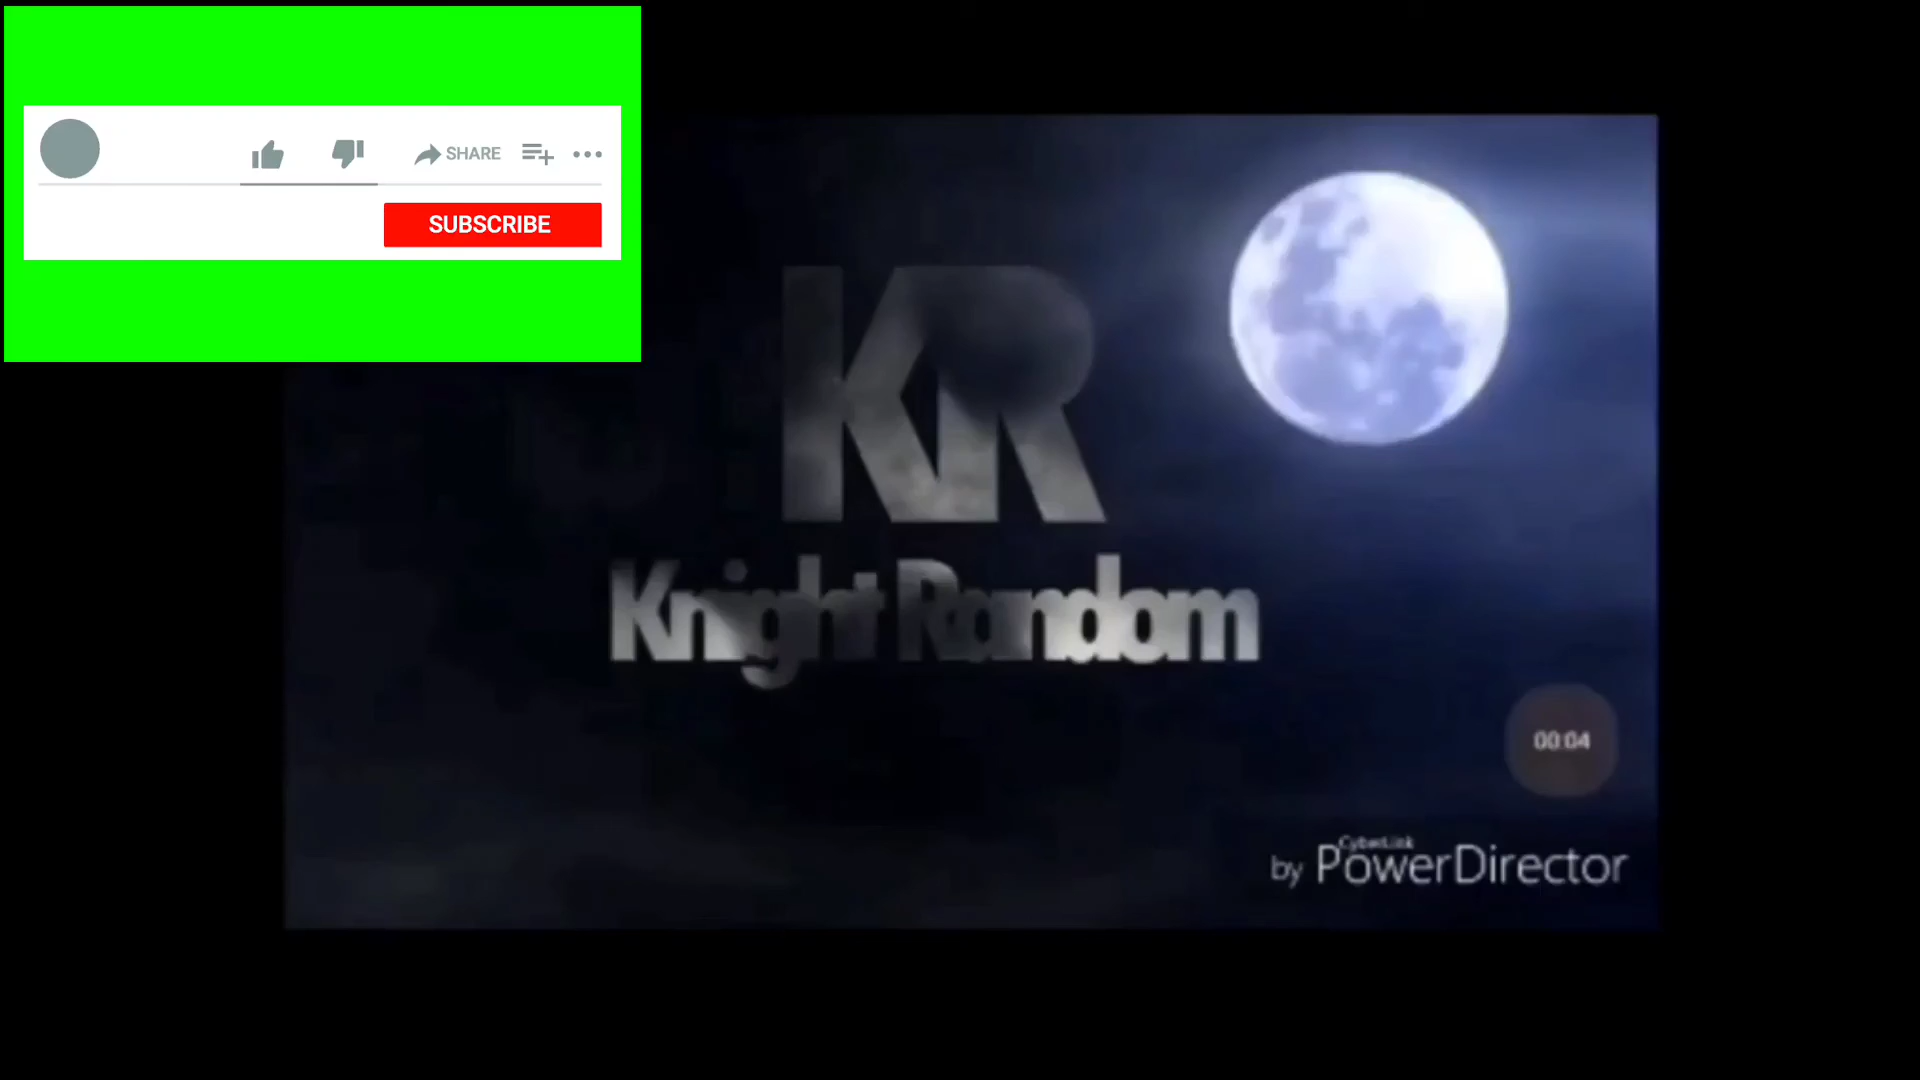 SHARE
SUBSCRIBE
KR
Knight Random
00:04
CyberLink
by PowerDirector